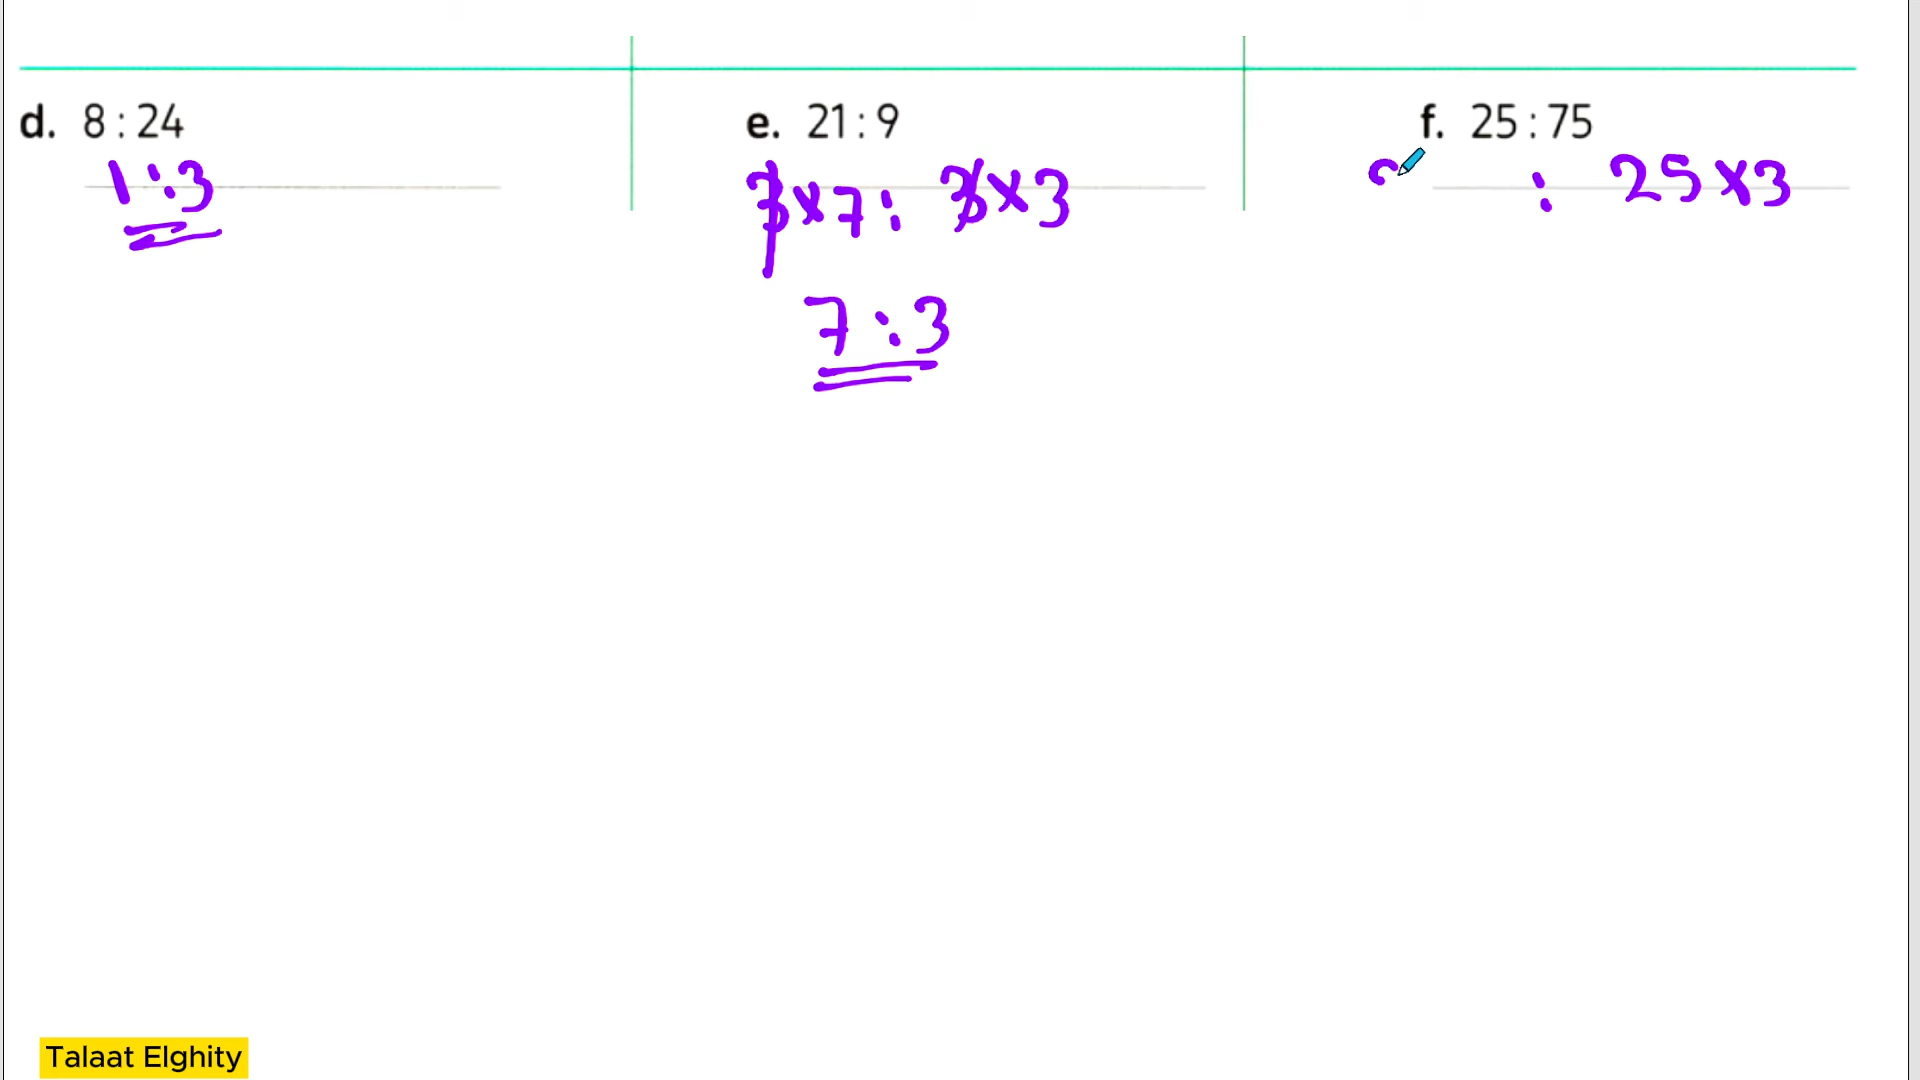 d. 8 : 24
1 : 3
e. 21 : 9
3 × 7 : 3 × 3
7 : 3
f. 25 : 75
: 25 × 3
Talaat Elghity